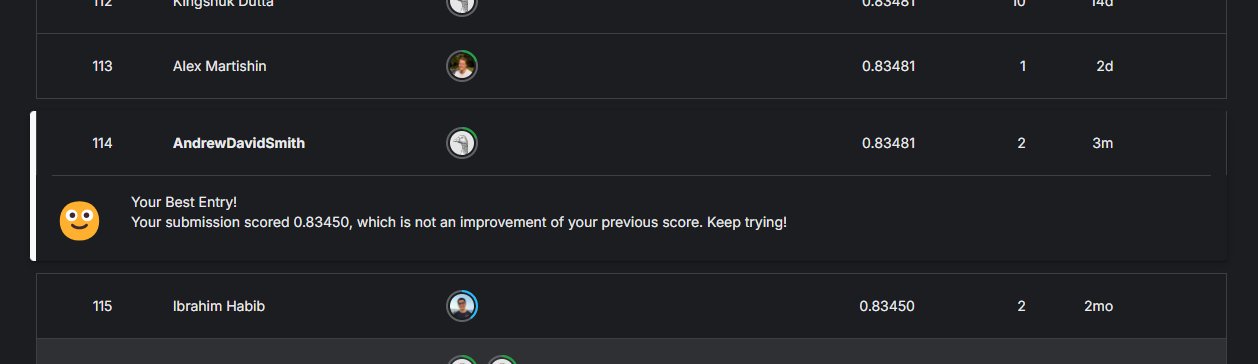 112 Kingshuk Dutta 0.83481 10 14d
113 Alex Martishin 0.83481 1 2d
114 AndrewDavidSmith 0.83481 2 3m
Your Best Entry!
Your submission scored 0.83450, which is not an improvement of your previous score. Keep trying!
115 Ibrahim Habib 0.83450 2 2mo